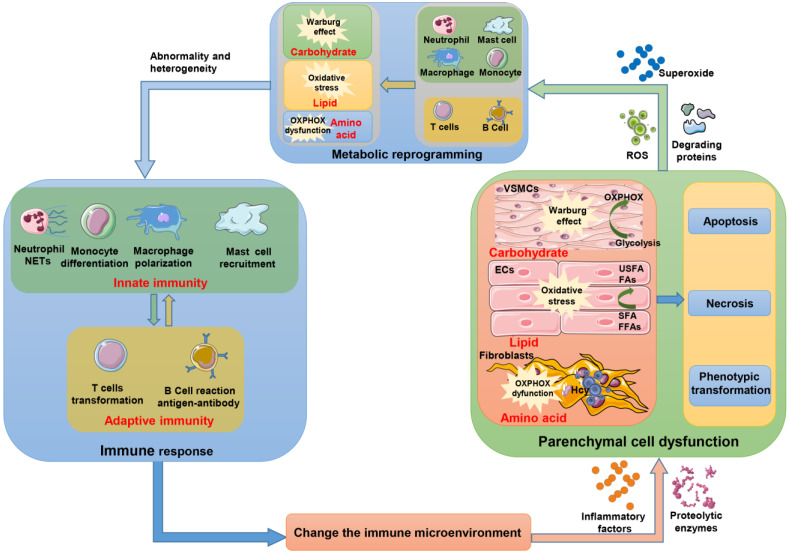 Warburg
effect
Carbohydrate
Oxidative
stress
Lipid
OXPHOX
dysfunction
Amino
acid
Neutrophil
Mast cell
Macrophage
Monocyte
T cells
B Cell
Metabolic reprogramming
Abnormality and
heterogeneity
Superoxide
ROS
Degrading
proteins
Neutrophil
NETs
Monocyte
differentiation
Macrophage
polarization
Mast cell
recruitment
Innate immunity
T cells
transformation
B Cell reaction
antigen-antibody
Adaptive immunity
Immune response
VSMCs
Warburg
effect
OXPHOX
Glycolysis
Carbohydrate
ECs
Oxidative
stress
USFA
FAs
SFA
FFAs
Lipid
Fibroblasts
OXPHOX
dyfunction
Hcy
Amino acid
Apoptosis
Necrosis
Phenotypic
transformation
Parenchymal cell dysfunction
Change the immune microenvironment
Inflammatory
factors
Proteolytic
enzymes